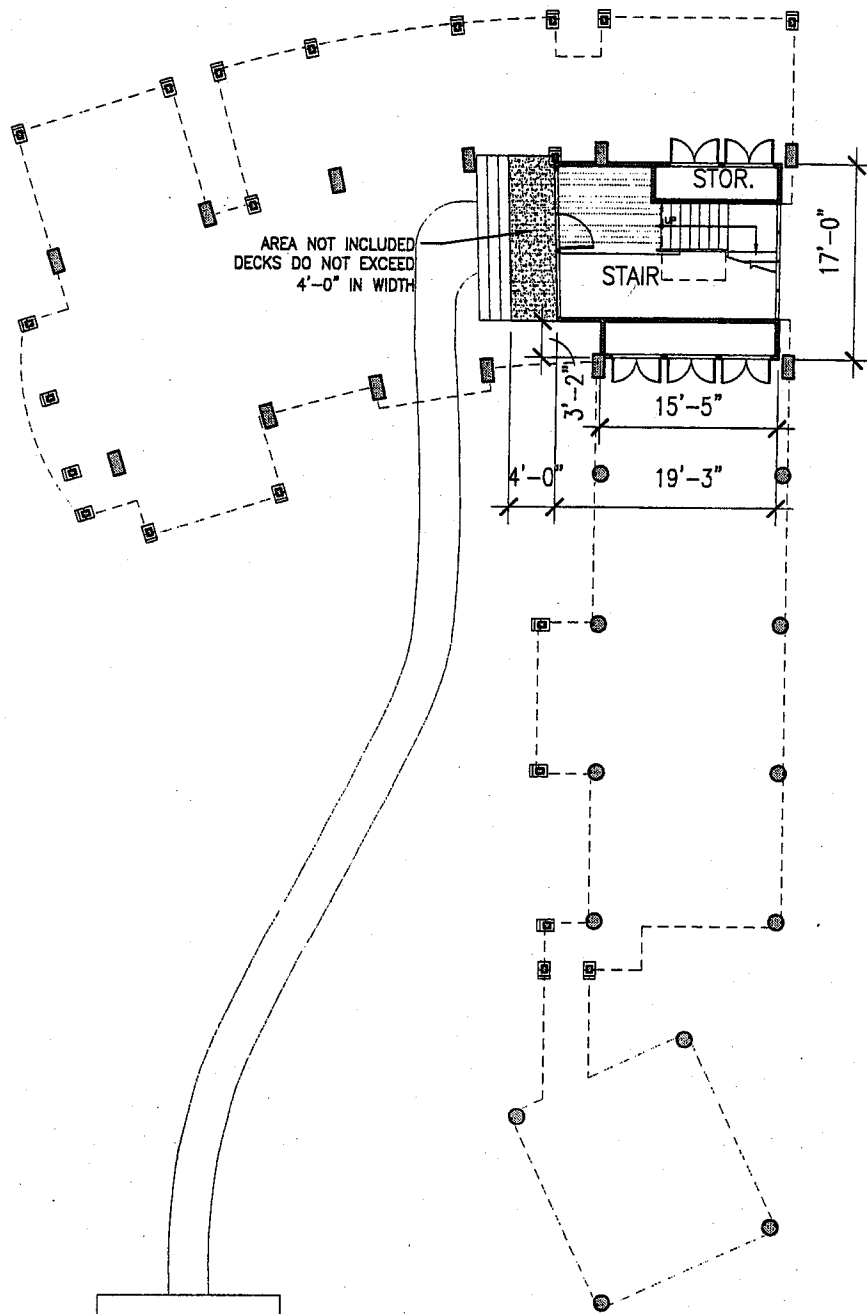 STOR.
AREA NOT INCLUDED
DECKS DO NOT EXCEED
4'-0" IN WIDTH
STAIR
17'-0"
3'-2"
15'-5"
4'-0"
19'-3"